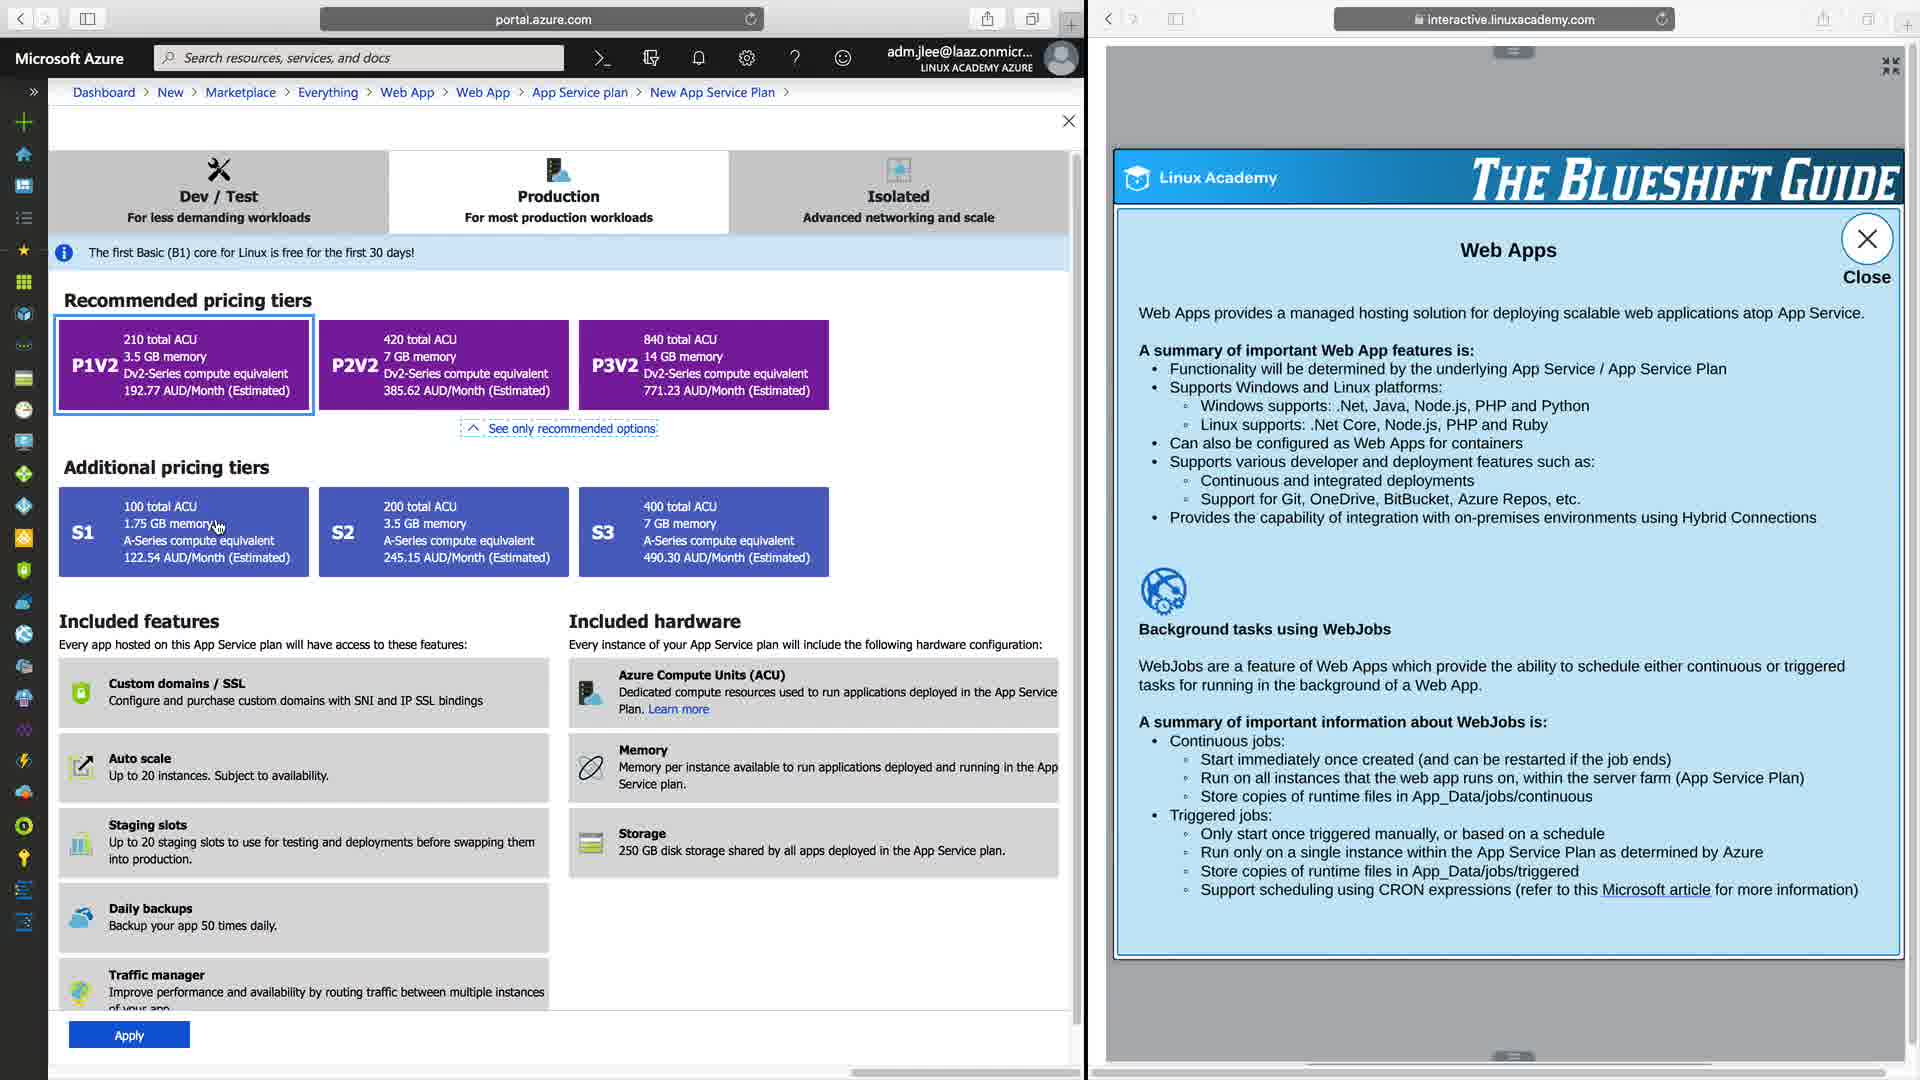 portal.azure.com
Microsoft Azure
Search resources, services, and docs
adm.jlee@laaz.onmicr...
LINUX ACADEMY AZURE
Dashboard > New > Marketplace > Everything > Web App > Web App > App Service plan > New App Service Plan >
Dev / Test
For less demanding workloads
Production
For most production workloads
Isolated
Advanced networking and scale
The first Basic (B1) core for Linux is free for the first 30 days!
Recommended pricing tiers
P1V2
210 total ACU
3.5 GB memory
Dv2-Series compute equivalent
192.77 AUD/Month (Estimated)
P2V2
420 total ACU
7 GB memory
Dv2-Series compute equivalent
385.62 AUD/Month (Estimated)
P3V2
840 total ACU
14 GB memory
Dv2-Series compute equivalent
771.23 AUD/Month (Estimated)
See only recommended options
Additional pricing tiers
S1
100 total ACU
1.75 GB memory
A-Series compute equivalent
122.54 AUD/Month (Estimated)
S2
200 total ACU
3.5 GB memory
A-Series compute equivalent
245.15 AUD/Month (Estimated)
S3
400 total ACU
7 GB memory
A-Series compute equivalent
490.30 AUD/Month (Estimated)
Included features
Every app hosted on this App Service plan will have access to these features:
Custom domains / SSL
Configure and purchase custom domains with SNI and IP SSL bindings
Auto scale
Up to 20 instances. Subject to availability.
Staging slots
Up to 20 staging slots to use for testing and deployments before swapping them
into production.
Daily backups
Backup your app 50 times daily.
Traffic manager
Improve performance and availability by routing traffic between multiple instances
of your app.
Included hardware
Every instance of your App Service plan will include the following hardware configuration:
Azure Compute Units (ACU)
Dedicated compute resources used to run applications deployed in the App Service
Plan. Learn more
Memory
Memory per instance available to run applications deployed and running in the App
Service plan.
Storage
250 GB disk storage shared by all apps deployed in the App Service plan.
Apply
interactive.linuxacademy.com
Linux Academy
THE BLUESHIFT GUIDE
Web Apps
Close
Web Apps provides a managed hosting solution for deploying scalable web applications atop App Service.
A summary of important Web App features is:
• Functionality will be determined by the underlying App Service / App Service Plan
• Supports Windows and Linux platforms:
◦ Windows supports: .Net, Java, Node.js, PHP and Python
◦ Linux supports: .Net Core, Node.js, PHP and Ruby
• Can also be configured as Web Apps for containers
• Supports various developer and deployment features such as:
◦ Continuous and integrated deployments
◦ Support for Git, OneDrive, BitBucket, Azure Repos, etc.
• Provides the capability of integration with on-premises environments using Hybrid Connections
Background tasks using WebJobs
WebJobs are a feature of Web Apps which provide the ability to schedule either continuous or triggered
tasks for running in the background of a Web App.
A summary of important information about WebJobs is:
• Continuous jobs:
◦ Start immediately once created (and can be restarted if the job ends)
◦ Run on all instances that the web app runs on, within the server farm (App Service Plan)
◦ Store copies of runtime files in App_Data/jobs/continuous
• Triggered jobs:
◦ Only start once triggered manually, or based on a schedule
◦ Run only on a single instance within the App Service Plan as determined by Azure
◦ Store copies of runtime files in App_Data/jobs/triggered
◦ Support scheduling using CRON expressions (refer to this Microsoft article for more information)